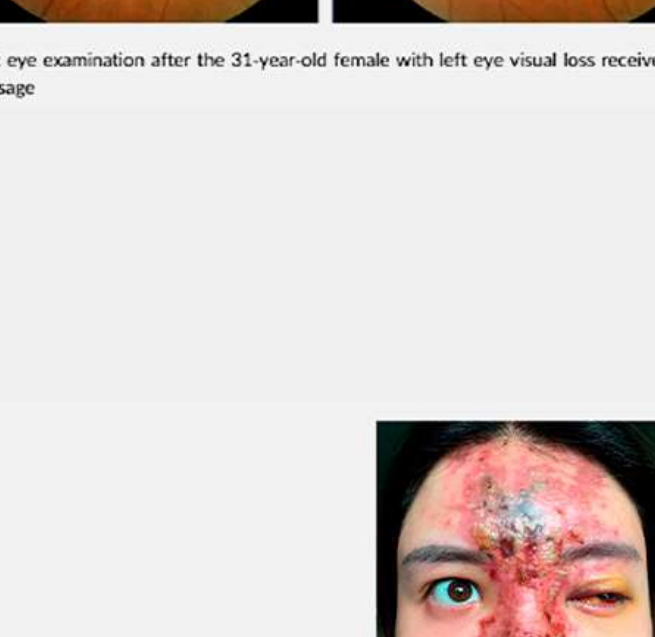 eye examination after the 31-year-old female with left eye visual loss receive
sage